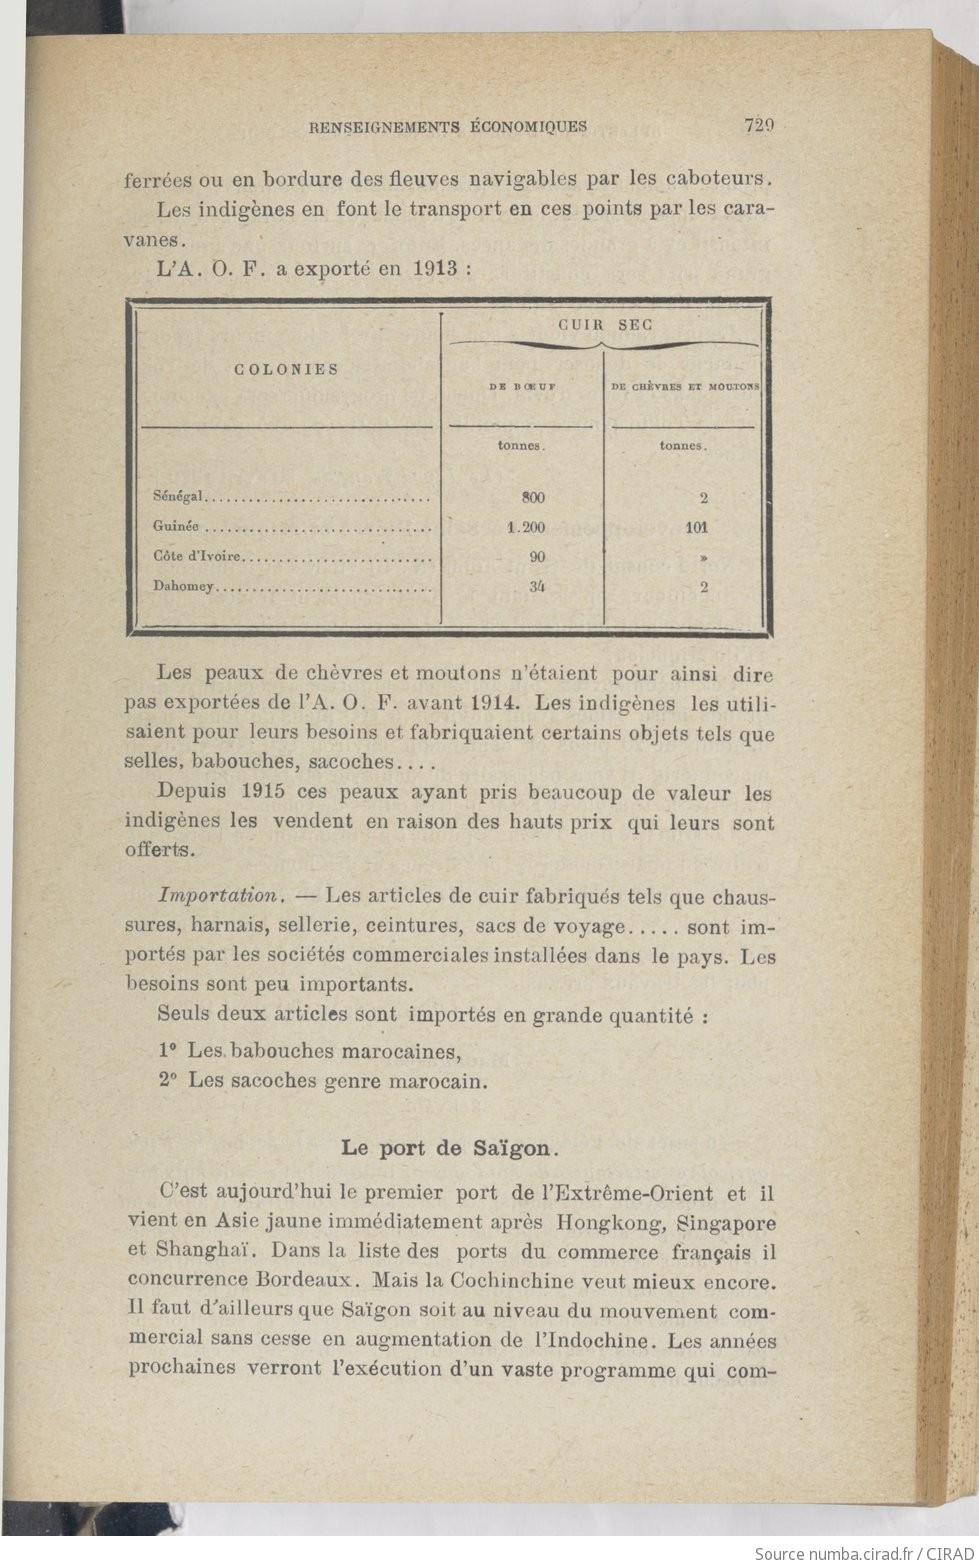 RENSEIGNEMENTS ÉCONOMIQUES 729
ferrées ou en bordure des fleuves navigables par les caboteurs.
Les indigènes en font le transport en ces points par les cara-
vanes.
L'A. O. F. a exporté en 1913 :
CUIR SEC
COLONIES
DE BŒUF DE CHÈVRES ET MOUTONS
tonnes. tonnes.
Sénégal.............................. 800 2
Guinée .............................. 1.200 101
Côte d'Ivoire.......................... 90 »
Dahomey............................. 34 2
Les peaux de chèvres et moutons n'étaient pour ainsi dire
pas exportées de l'A. O. F. avant 1914. Les indigènes les utili-
saient pour leurs besoins et fabriquaient certains objets tels que
selles, babouches, sacoches....
Depuis 1915 ces peaux ayant pris beaucoup de valeur les
indigènes les vendent en raison des hauts prix qui leurs sont
offerts.
Importation. — Les articles de cuir fabriqués tels que chaus-
sures, harnais, sellerie, ceintures, sacs de voyage..... sont im-
portés par les sociétés commerciales installées dans le pays. Les
besoins sont peu importants.
Seuls deux articles sont importés en grande quantité :
1° Les babouches marocaines,
2° Les sacoches genre marocain.
Le port de Saïgon.
C'est aujourd'hui le premier port de l'Extrême-Orient et il
vient en Asie jaune immédiatement après Hongkong, Singapore
et Shanghaï. Dans la liste des ports du commerce français il
concurrence Bordeaux. Mais la Cochinchine veut mieux encore.
Il faut d'ailleurs que Saïgon soit au niveau du mouvement com-
mercial sans cesse en augmentation de l'Indochine. Les années
prochaines verront l'exécution d'un vaste programme qui com-
Source numba.cirad.fr / CIRAD